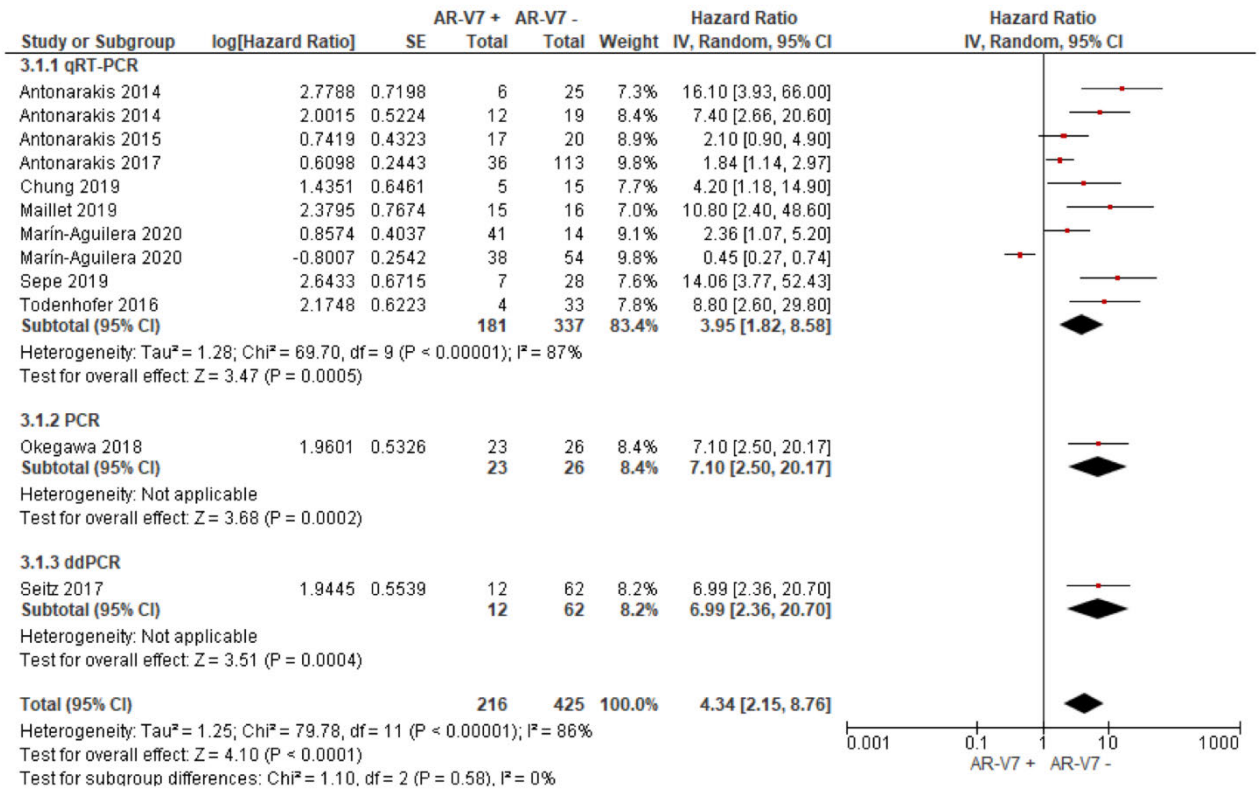 AR-V7 + AR-V7 - Hazard Ratio Hazard Ratio
Study or Subgroup log[Hazard Ratio] SE Total Total Weight IV, Random, 95% CI IV, Random, 95% CI
3.1.1 qRT-PCR
Antonarakis 2014 2.7788 0.7198 6 25 7.3% 16.10 [3.93, 66.00]
Antonarakis 2014 2.0015 0.5224 12 19 8.4% 7.40 [2.66, 20.60]
Antonarakis 2015 0.7419 0.4323 17 20 8.9% 2.10 [0.90, 4.90]
Antonarakis 2017 0.6098 0.2443 36 113 9.8% 1.84 [1.14, 2.97]
Chung 2019 1.4351 0.6461 5 15 7.7% 4.20 [1.18, 14.90]
Maillet 2019 2.3795 0.7674 15 16 7.0% 10.80 [2.40, 48.60]
Marín-Aguilera 2020 0.8574 0.4037 41 14 9.1% 2.36 [1.07, 5.20]
Marín-Aguilera 2020 -0.8007 0.2542 38 54 9.8% 0.45 [0.27, 0.74]
Sepe 2019 2.6433 0.6715 7 28 7.6% 14.06 [3.77, 52.43]
Todenhofer 2016 2.1748 0.6223 4 33 7.8% 8.80 [2.60, 29.80]
Subtotal (95% CI) 181 337 83.4% 3.95 [1.82, 8.58]
Heterogeneity: Tau² = 1.28; Chi² = 69.70, df = 9 (P < 0.00001); I² = 87%
Test for overall effect: Z = 3.47 (P = 0.0005)
3.1.2 PCR
Okegawa 2018 1.9601 0.5326 23 26 8.4% 7.10 [2.50, 20.17]
Subtotal (95% CI) 23 26 8.4% 7.10 [2.50, 20.17]
Heterogeneity: Not applicable
Test for overall effect: Z = 3.68 (P = 0.0002)
3.1.3 ddPCR
Seitz 2017 1.9445 0.5539 12 62 8.2% 6.99 [2.36, 20.70]
Subtotal (95% CI) 12 62 8.2% 6.99 [2.36, 20.70]
Heterogeneity: Not applicable
Test for overall effect: Z = 3.51 (P = 0.0004)
Total (95% CI) 216 425 100.0% 4.34 [2.15, 8.76]
Heterogeneity: Tau² = 1.25; Chi² = 79.78, df = 11 (P < 0.00001); I² = 86%
Test for overall effect: Z = 4.10 (P < 0.0001)
Test for subgroup differences: Chi² = 1.10, df = 2 (P = 0.58), I² = 0%
0.001 0.1 1 10 1000
AR-V7 + AR-V7 -